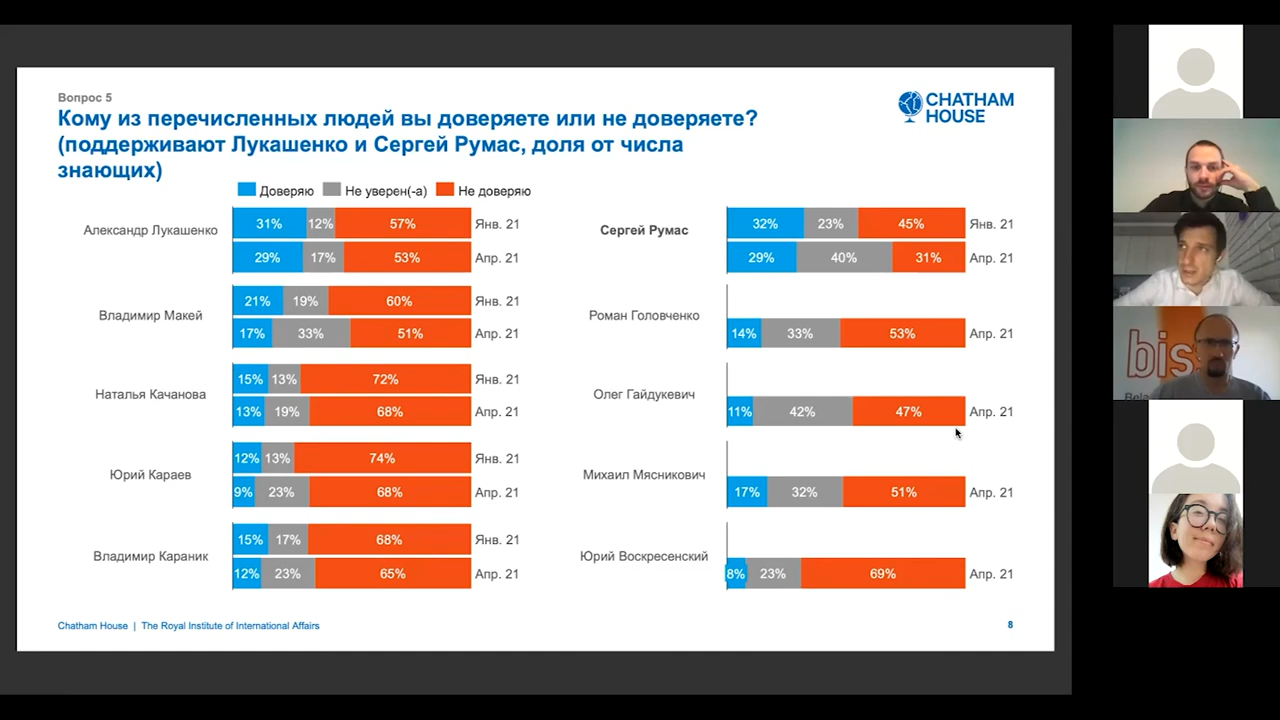 Вопрос 5
Кому из перечисленных людей вы доверяете или не доверяете?
(поддерживают Лукашенко и Сергей Румас, доля от числа
знающих)
CHATHAM
HOUSE
Доверяю Не уверен(-а) Не доверяю
Александр Лукашенко
31% 12% 57% Янв. 21
29% 17% 53% Апр. 21
Владимир Макей
21% 19% 60% Янв. 21
17% 33% 51% Апр. 21
Наталья Качанова
15% 13% 72% Янв. 21
13% 19% 68% Апр. 21
Юрий Караев
12% 13% 74% Янв. 21
9% 23% 68% Апр. 21
Владимир Караник
15% 17% 68% Янв. 21
12% 23% 65% Апр. 21
Сергей Румас
32% 23% 45% Янв. 21
29% 40% 31% Апр. 21
Роман Головченко
14% 33% 53% Апр. 21
Олег Гайдукевич
11% 42% 47% Апр. 21
Михаил Мясникович
17% 32% 51% Апр. 21
Юрий Воскресенский
8% 23% 69% Апр. 21
Chatham House | The Royal Institute of International Affairs
8